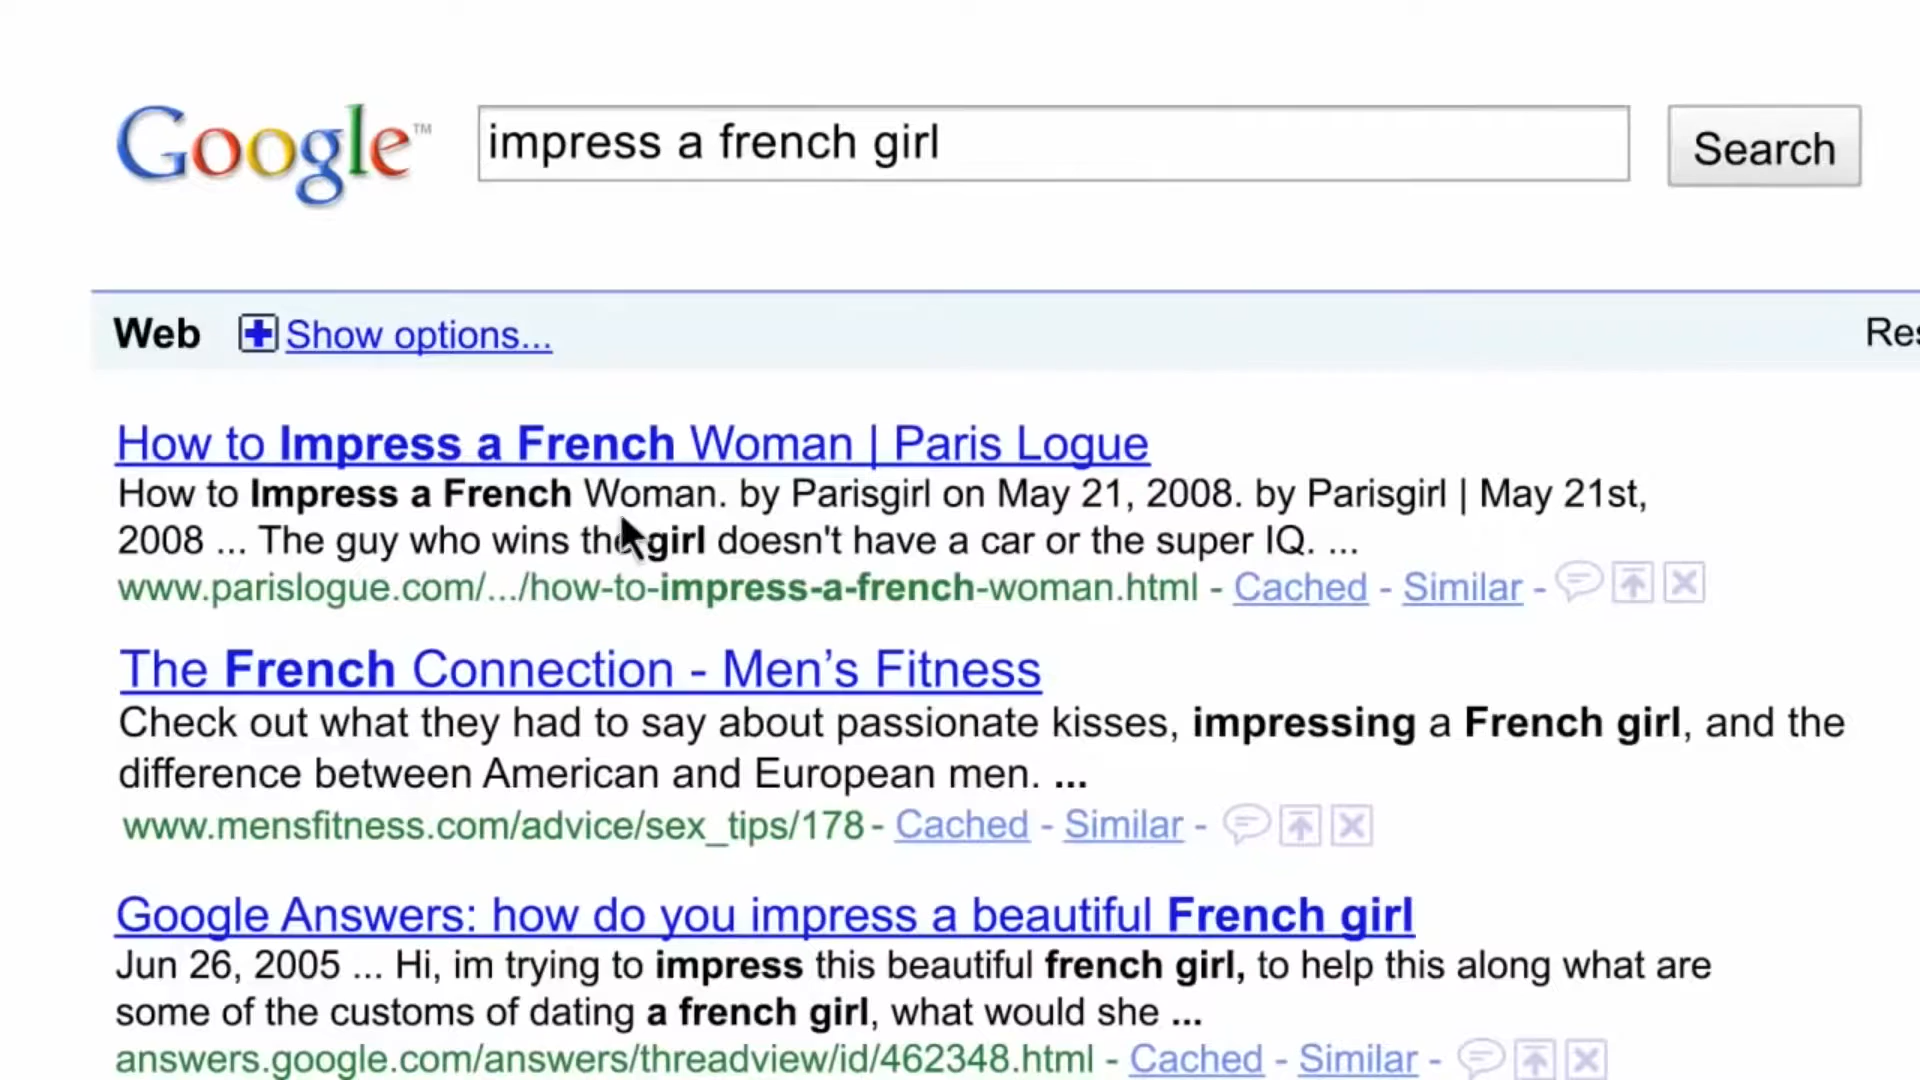 Google™ impress a french girl Search
Web Show options...
How to Impress a French Woman | Paris Logue
How to Impress a French Woman. by Parisgirl on May 21, 2008. by Parisgirl | May 21st,
2008 ... The guy who wins the girl doesn't have a car or the super IQ. ...
www.parislogue.com/.../how-to-impress-a-french-woman.html - Cached - Similar -
The French Connection - Men’s Fitness
Check out what they had to say about passionate kisses, impressing a French girl, and the
difference between American and European men. ...
www.mensfitness.com/advice/sex_tips/178 - Cached - Similar -
Google Answers: how do you impress a beautiful French girl
Jun 26, 2005 ... Hi, im trying to impress this beautiful french girl, to help this along what are
some of the customs of dating a french girl, what would she ...
answers.google.com/answers/threadview/id/462348.html - Cached - Similar -